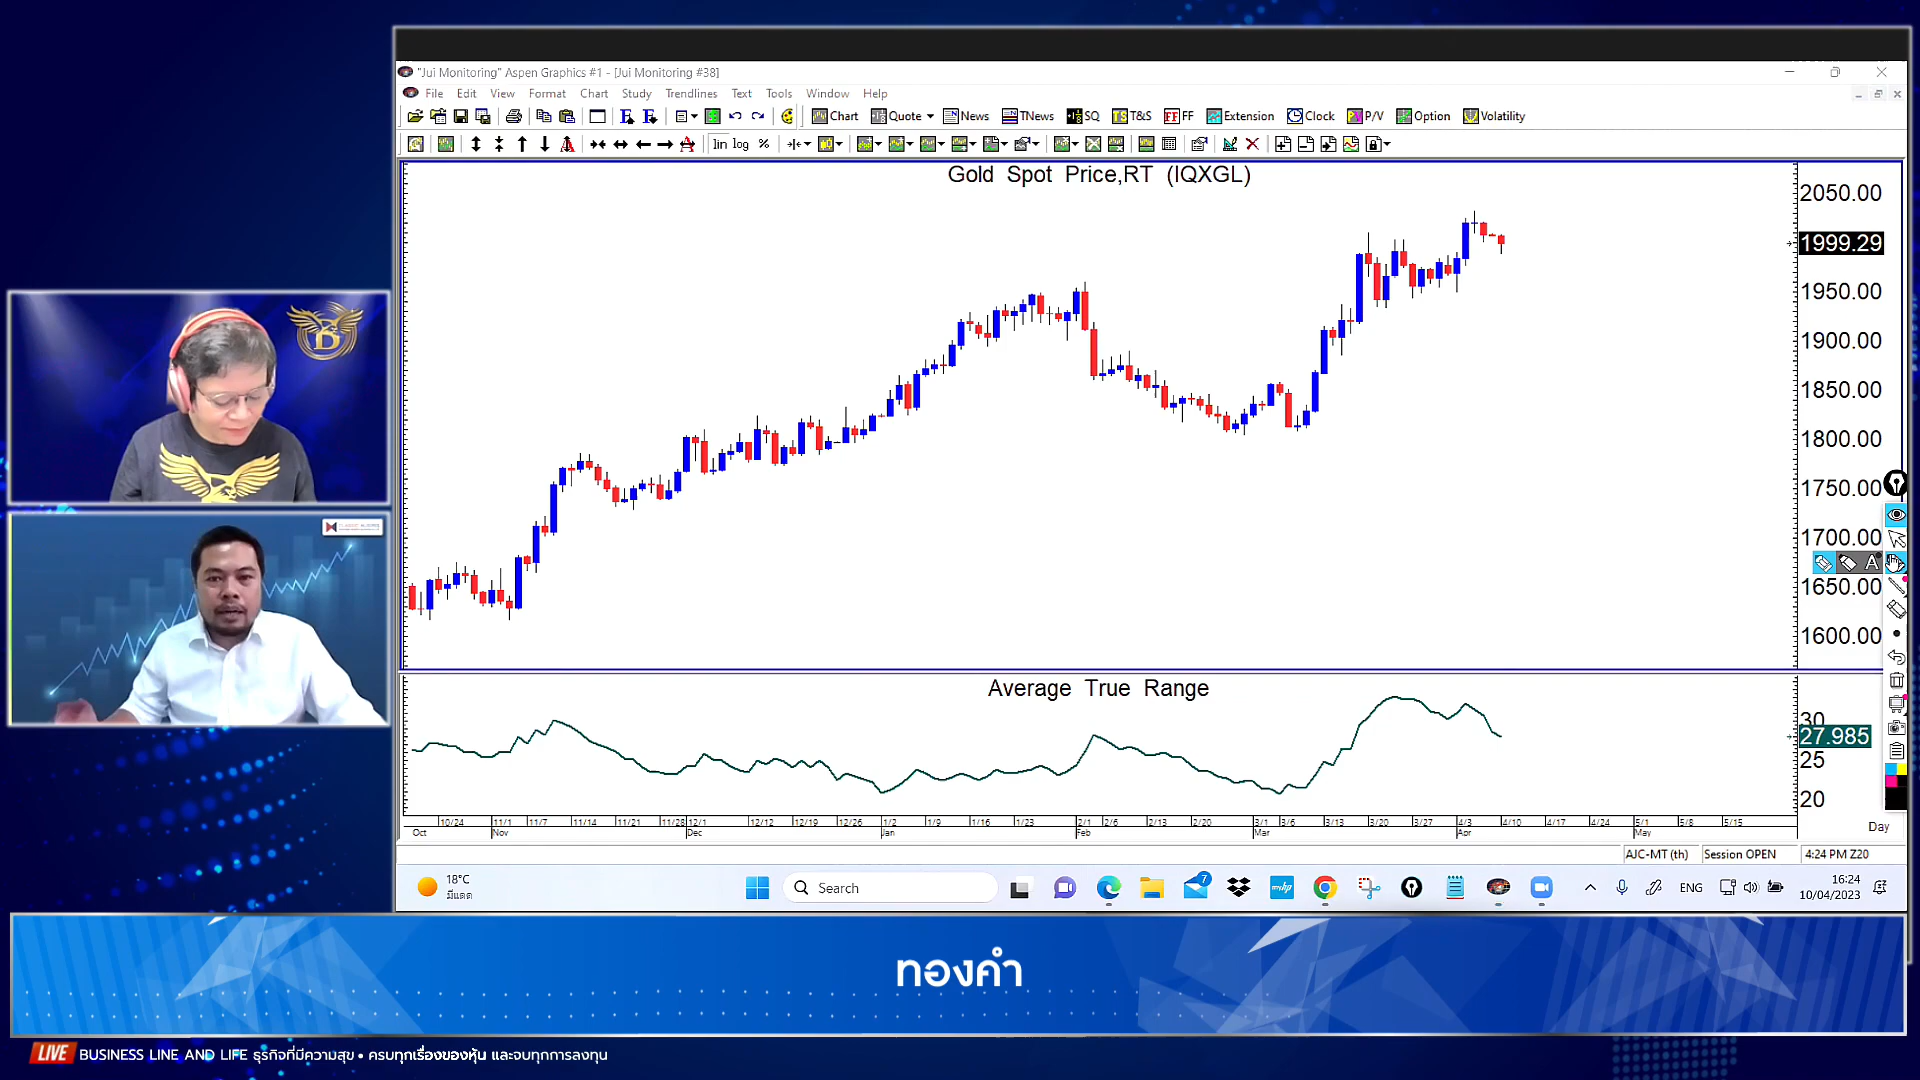 "Jui Monitoring" Aspen Graphics #1 - [Jui Monitoring #38]
File Edit View Format Chart Study Trendlines Text Tools Window Help
Chart Quote News TNews SQ T&S FF Extension Clock P/V Option Volatility
lin log %
Gold Spot Price,RT (IQXGL)
2050.00
1999.29
1950.00
1900.00
1850.00
1800.00
1750.00
1700.00
1650.00
1600.00
Average True Range
30
27.985
25
20
10/24 11/1 11/7 11/14 11/21 11/28 12/1 12/12 12/19 12/26 1/2 1/9 1/16 1/23 2/1 2/6 2/13 2/20 3/1 3/6 3/13 3/20 3/27 4/3 4/10 4/17 4/24 5/1 5/8 5/15
Oct Nov Dec Jan Feb Mar Apr May Day
AJC-MT (th) Session OPEN 4:24 PM Z20
18°C
มีแดด
Search
7
myhp
ENG
16:24
10/04/2023
ทองคำ
LIVE BUSINESS LINE AND LIFE ธุรกิจที่มีความสุข • ครบทุกเรื่องของหุ้น และจบทุกการลงทุน